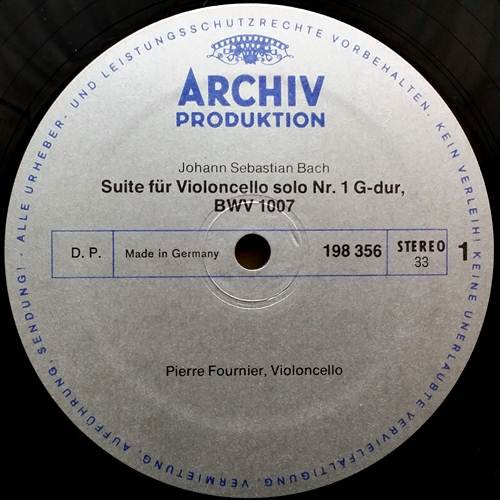 ALLE URHEBER- UND LEISTUNGSSCHUTZRECHTE VORBEHALTEN. KEIN VERLEIH! KEINE UNERLAUBTE VERVIELFÄLTIGUNG, VERMIETUNG, AUFFÜHRUNG, SENDUNG!
ARCHIV
PRODUKTION
Johann Sebastian Bach
Suite für Violoncello solo Nr. 1 G-dur,
BWV 1007
D. P. Made in Germany 198 356 STEREO 33 1
Pierre Fournier, Violoncello